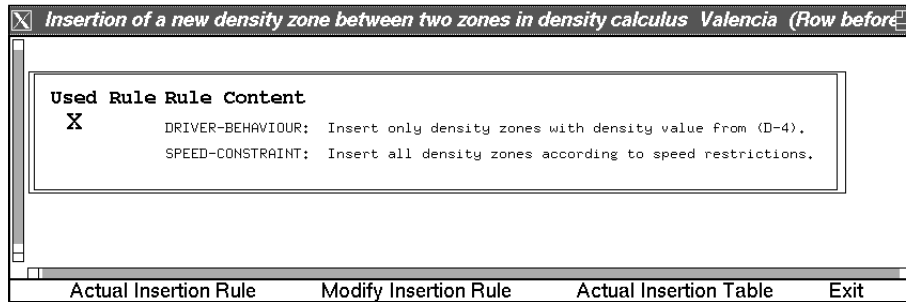 Insertion of a new density zone between two zones in density calculus Valencia (Row before
Used Rule Rule Content
X
DRIVER-BEHAVIOUR: Insert only density zones with density value from (D-4).
SPEED-CONSTRAINT: Insert all density zones according to speed restrictions.
Actual Insertion Rule Modify Insertion Rule Actual Insertion Table Exit